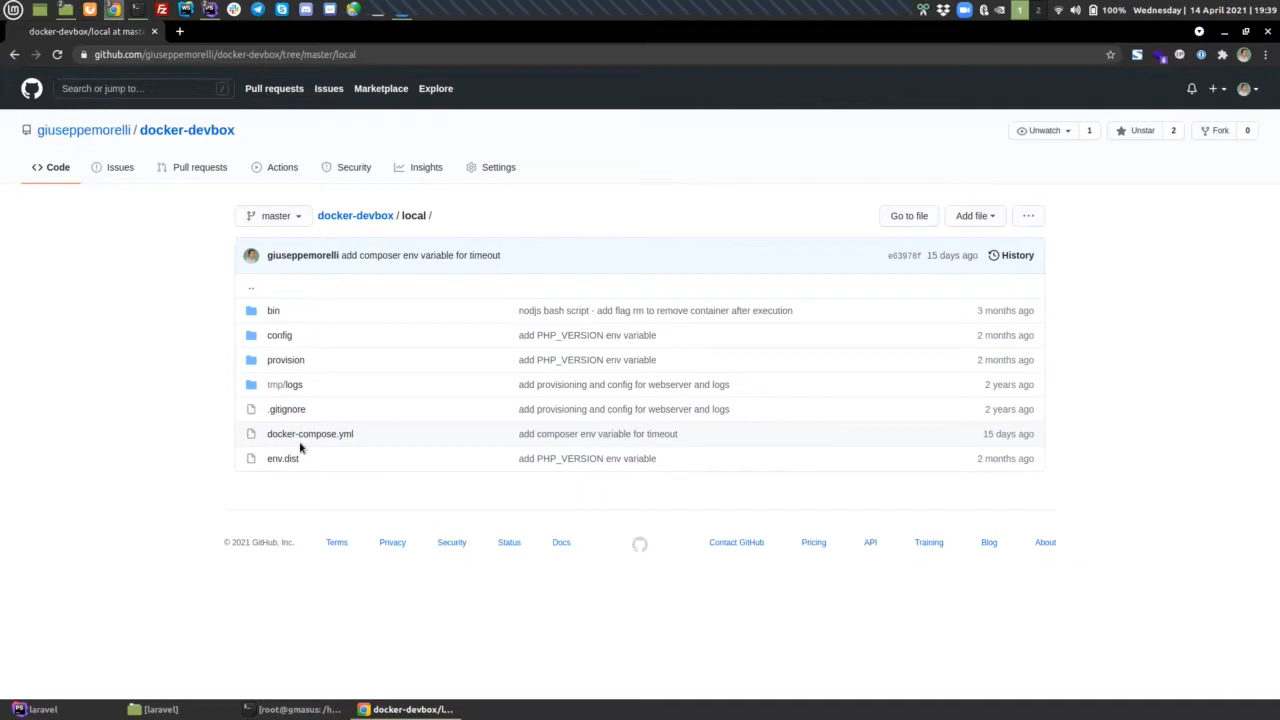 100% Wednesday | 14 April 2021 | 19:39
docker-devbox/local at mast
github.com/giuseppemorelli/docker-devbox/tree/master/local
Search or jump to… / Pull requests Issues Marketplace Explore
giuseppemorelli / docker-devbox Unwatch 1 Unstar 2 Fork 0
<> Code Issues Pull requests Actions Security Insights Settings
master docker-devbox / local / Go to file Add file ...
giuseppemorelli add composer env variable for timeout e63978f 15 days ago History
..
bin nodjs bash script · add flag rm to remove container after execution 3 months ago
config add PHP_VERSION env variable 2 months ago
provision add PHP_VERSION env variable 2 months ago
tmp/logs add provisioning and config for webserver and logs 2 years ago
.gitignore add provisioning and config for webserver and logs 2 years ago
docker-compose.yml add composer env variable for timeout 15 days ago
env.dist add PHP_VERSION env variable 2 months ago
© 2021 GitHub, Inc. Terms Privacy Security Status Docs Contact GitHub Pricing API Training Blog About
laravel [laravel] [root@gmasus: /h... docker-devbox/l...